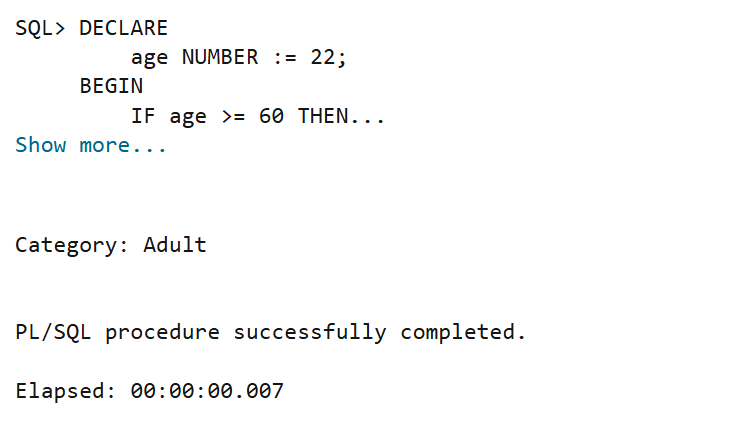 SQL> DECLARE
         age NUMBER := 22;
     BEGIN
         IF age >= 60 THEN...
Show more...
Category: Adult
PL/SQL procedure successfully completed.
Elapsed: 00:00:00.007